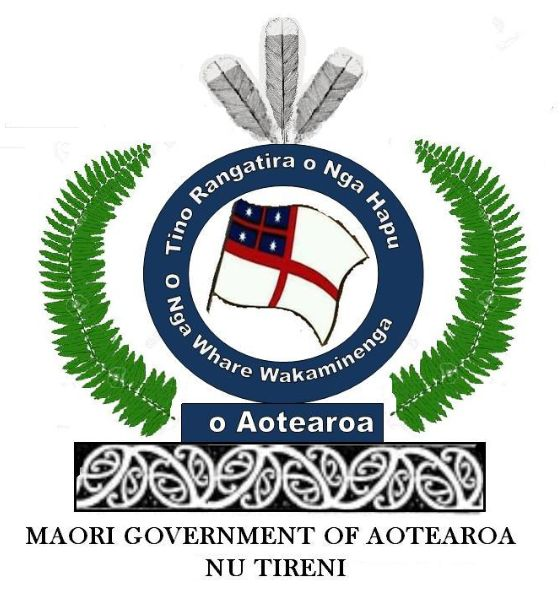 Tino Rangatira o Nga Hapu
O Nga Whare Wakaminenga
o Aotearoa
MAORI GOVERNMENT OF AOTEAROA
NU TIRENI